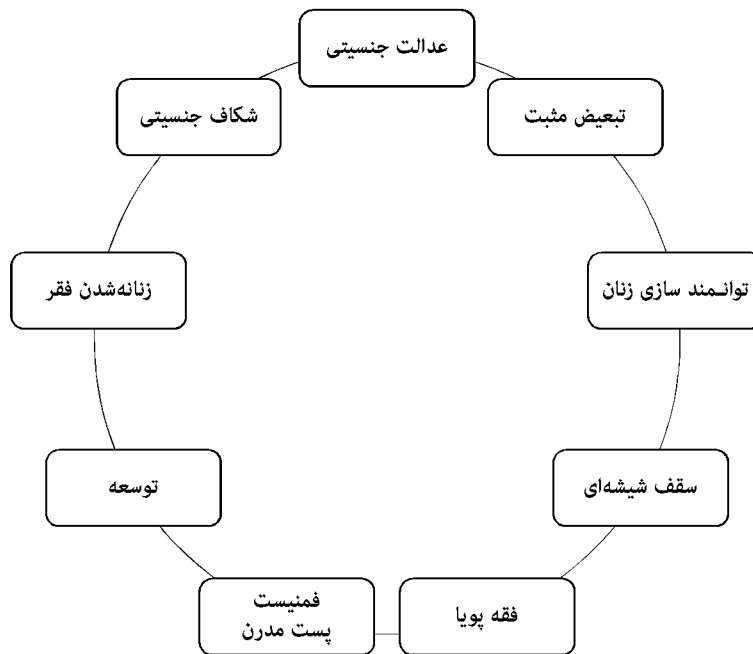 عدالت جنسیتی
تبعیض مثبت
توانـمند سازی زنان
سقف شیشه‌ای
فقه پویا
فمنیست
پست مدرن
توسعه
زنانه‌شدن فقر
شکاف جنسیتی